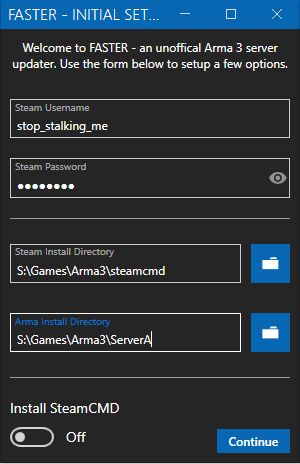 FASTER - INITIAL SET...
Welcome to FASTER - an unoffical Arma 3 server
updater. Use the form below to setup a few options.
Steam Username
stop_stalking_me
Steam Password
●●●●●●●●
Steam Install Directory
S:\Games\Arma3\steamcmd
Arma Install Directory
S:\Games\Arma3\ServerA
Install SteamCMD
Off
Continue